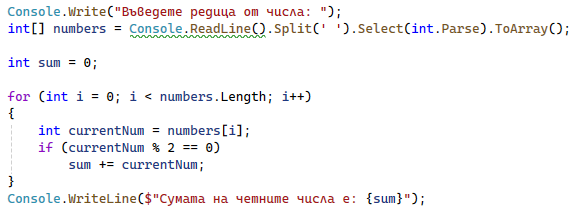 Console.Write("Въведете редица от числа: ");
int[] numbers = Console.ReadLine().Split(' ').Select(int.Parse).ToArray();
int sum = 0;
for (int i = 0; i < numbers.Length; i++)
{
int currentNum = numbers[i];
if (currentNum % 2 == 0)
sum += currentNum;
}
Console.WriteLine($"Сумата на четните числа е: {sum}");